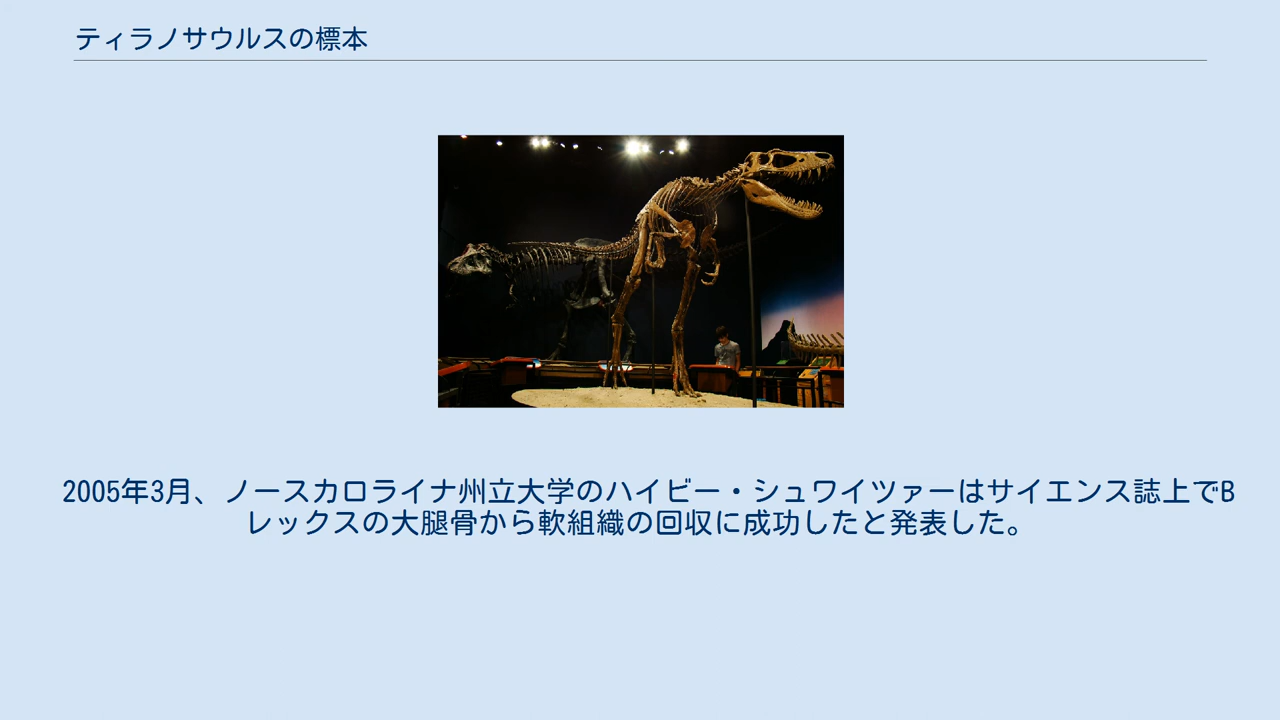 ティラノサウルスの標本
2005年3月、ノースカロライナ州立大学のハイビー・シュワイツァーはサイエンス誌上でB
レックスの大腿骨から軟組織の回収に成功したと発表した。